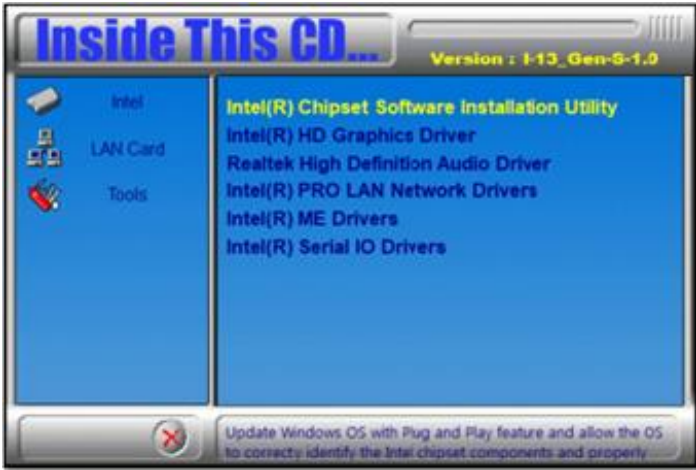 Inside This CD...
Version : I-13_Gen-S-1.0
Intel
LAN Card
Tools
Intel(R) Chipset Software Installation Utility
Intel(R) HD Graphics Driver
Realtek High Definition Audio Driver
Intel(R) PRO LAN Network Drivers
Intel(R) ME Drivers
Intel(R) Serial IO Drivers
Update Windows OS with Plug and Play feature and allow the OS
to correcty identify the Intel chipset components and properly